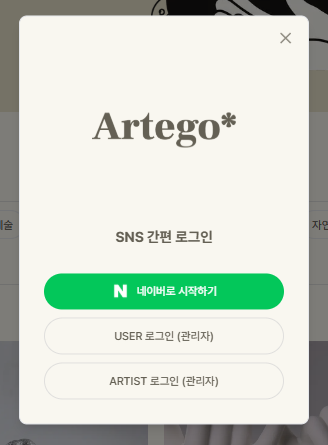 Artego*
SNS 간편 로그인
N 네이버로 시작하기
USER 로그인 (관리자)
ARTIST 로그인 (관리자)
술
자연